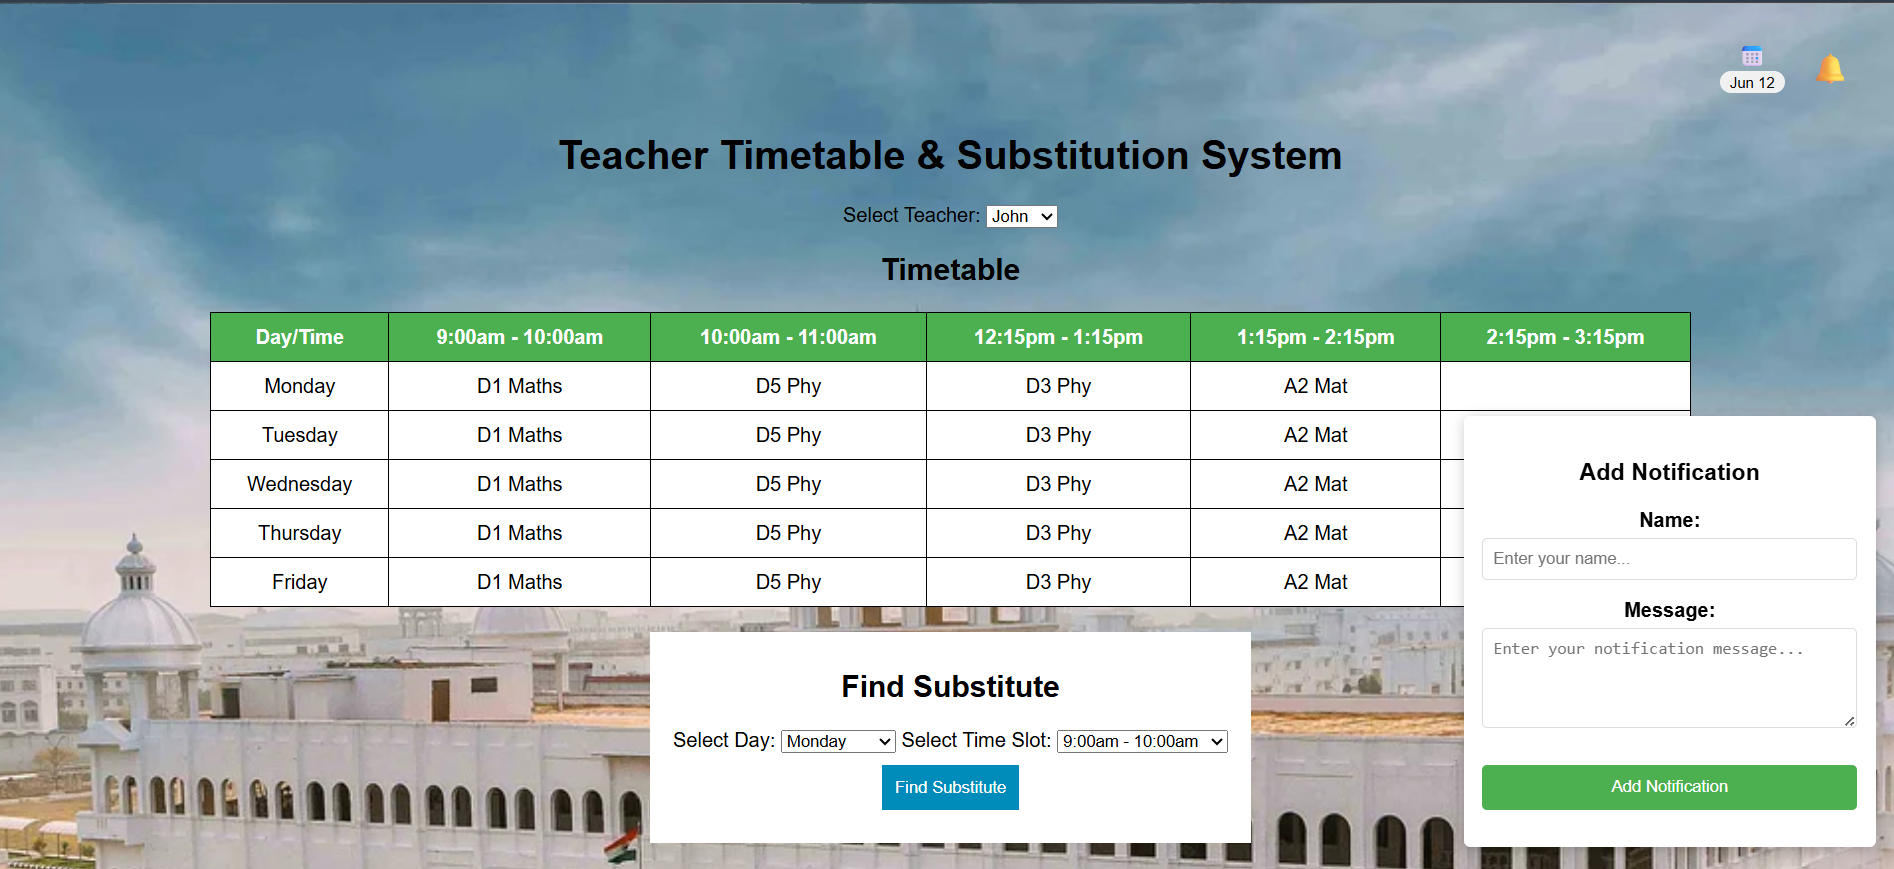 Jun 12
Teacher Timetable & Substitution System
Select Teacher: John
Timetable
Day/Time 9:00am - 10:00am 10:00am - 11:00am 12:15pm - 1:15pm 1:15pm - 2:15pm 2:15pm - 3:15pm
Monday D1 Maths D5 Phy D3 Phy A2 Mat
Tuesday D1 Maths D5 Phy D3 Phy A2 Mat
Wednesday D1 Maths D5 Phy D3 Phy A2 Mat
Thursday D1 Maths D5 Phy D3 Phy A2 Mat
Friday D1 Maths D5 Phy D3 Phy A2 Mat
Find Substitute
Select Day: Monday Select Time Slot: 9:00am - 10:00am
Find Substitute
Add Notification
Name:
Enter your name...
Message:
Enter your notification message...
Add Notification